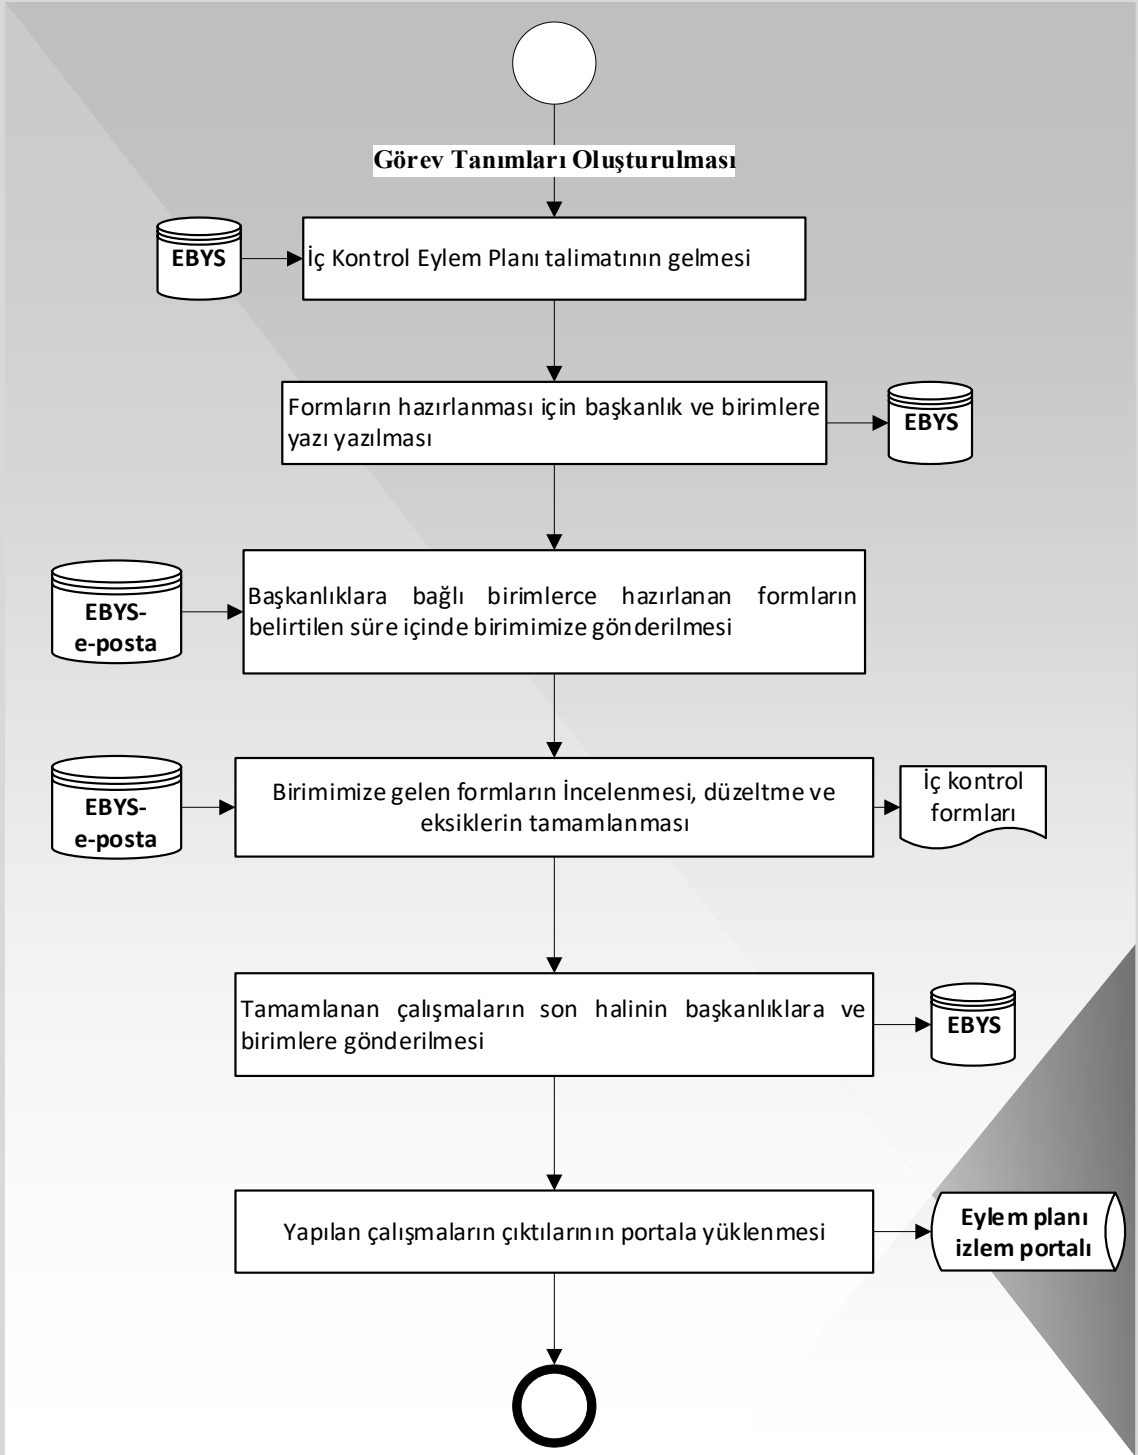 Görev Tanımları Oluşturulması
EBYS
İç Kontrol Eylem Planı talimatının gelmesi
Formların hazırlanması için başkanlık ve birimlere
yazı yazılması
EBYS
EBYS-
e-posta
Başkanlıklara bağlı birimlerce hazırlanan formların
belirtilen süre içinde birimimize gönderilmesi
EBYS-
e-posta
Birimimize gelen formların İncelenmesi, düzeltme ve
eksiklerin tamamlanması
İç kontrol
formları
Tamamlanan çalışmaların son halinin başkanlıklara ve
birimlere gönderilmesi
EBYS
Yapılan çalışmaların çıktılarının portala yüklenmesi
Eylem planı
izlem portalı